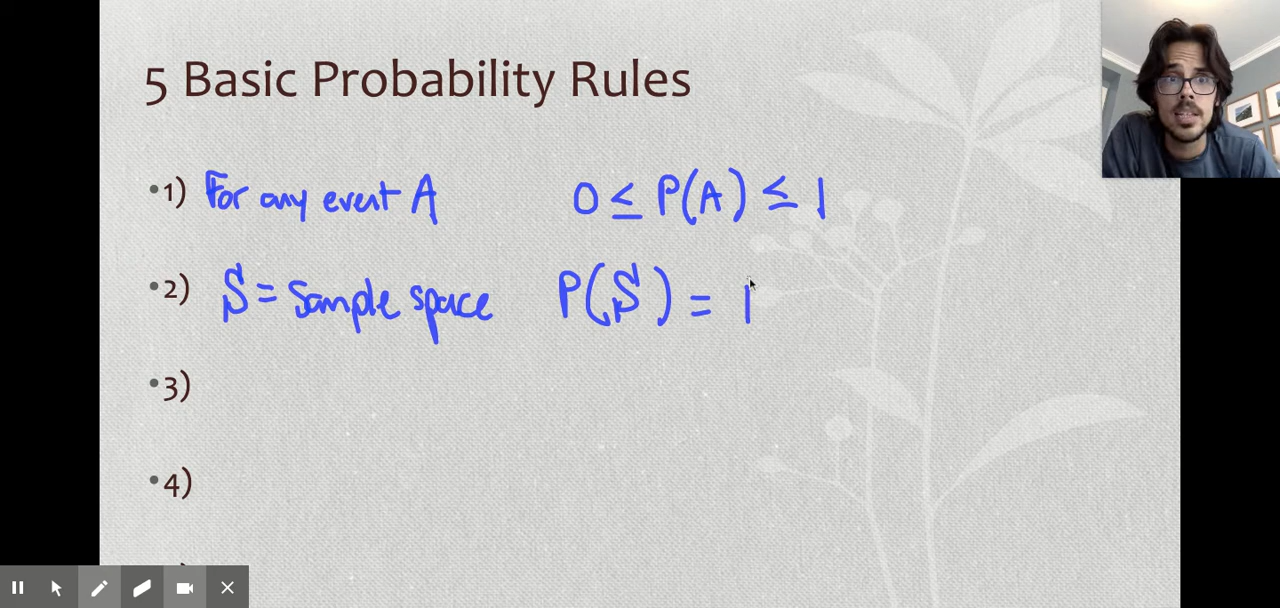 5 Basic Probability Rules
•1) For any event A 0 ≤ P(A) ≤ 1
•2) S = Sample space P(S) = 1
•3)
•4)